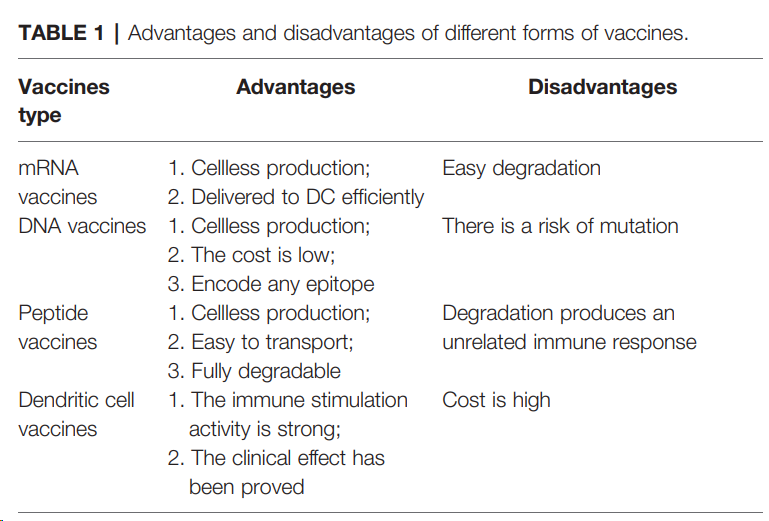 TABLE 1 | Advantages and disadvantages of different forms of vaccines.
Vaccines type Advantages Disadvantages
mRNA vaccines 1. Cellless production; Easy degradation
2. Delivered to DC efficiently
DNA vaccines 1. Cellless production; There is a risk of mutation
2. The cost is low;
3. Encode any epitope
Peptide vaccines 1. Cellless production; Degradation produces an unrelated immune response
2. Easy to transport;
3. Fully degradable
Dendritic cell vaccines 1. The immune stimulation activity is strong; Cost is high
2. The clinical effect has been proved